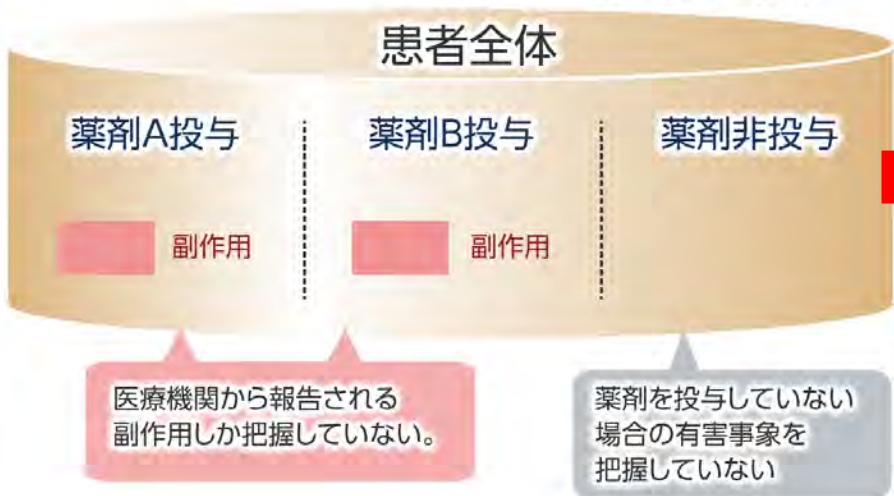 患者全体
薬剤A投与
薬剤B投与
薬剤非投与
副作用
副作用
医療機関から報告される
副作用しか把握していない。
薬剤を投与していない
場合の有害事象を
把握していない